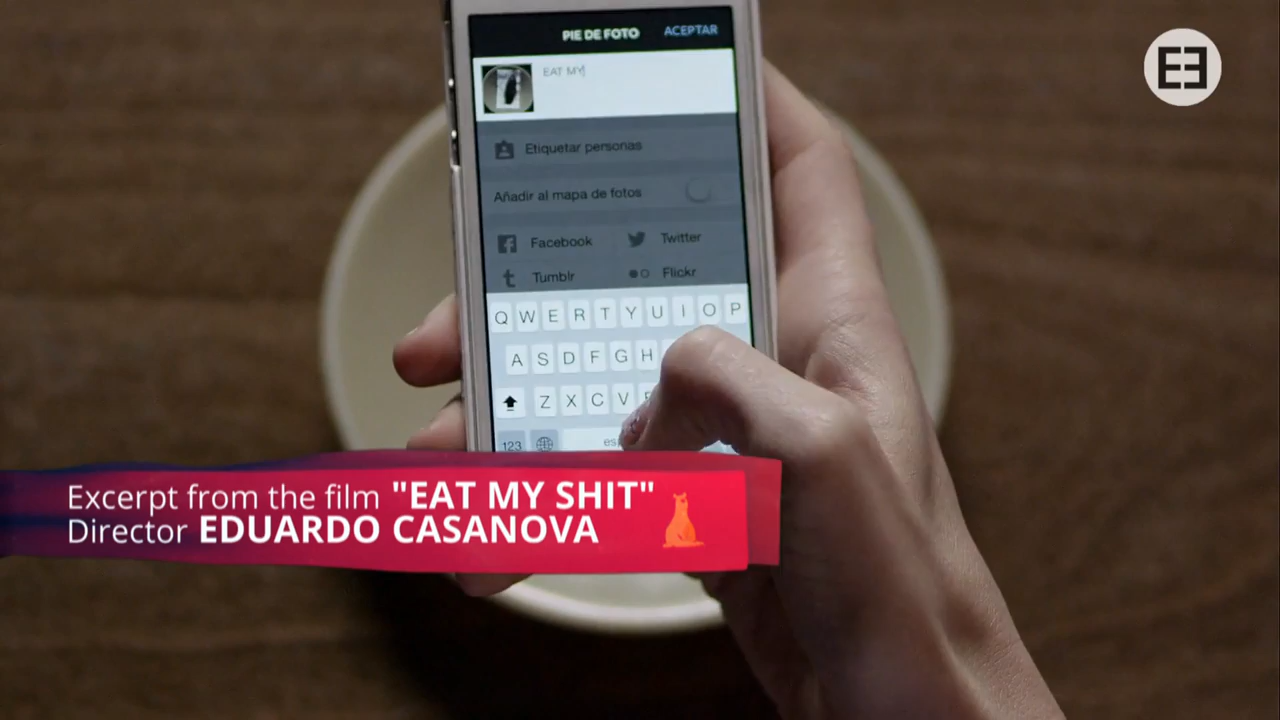 PIE DE FOTO ACEPTAR
EAT MY
Etiquetar personas
Añadir al mapa de fotos
Facebook Twitter
Tumblr Flickr
Q W E R T Y U I O P
A S D F G H
Z X C V
123
Excerpt from the film "EAT MY SHIT"
Director EDUARDO CASANOVA